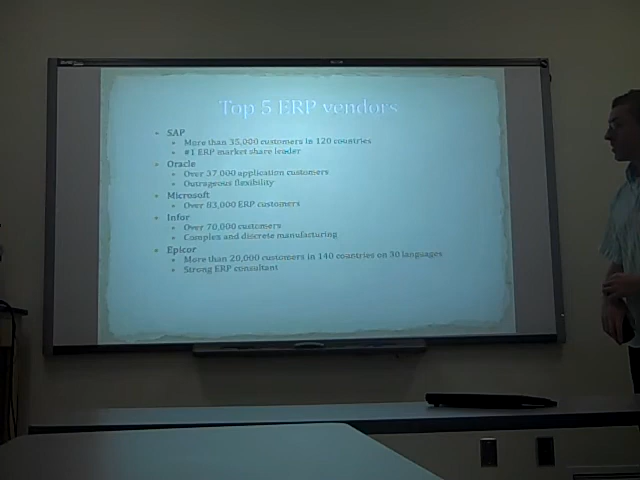 Top 5 ERP vendors
SAP
More than 35,000 customers in 120 countries
#1 ERP market share leader
Oracle
Over 37,000 application customers
Outrageous flexibility
Microsoft
Over 83,000 ERP customers
Infor
Over 70,000 customers
Complex and discrete manufacturing
Epicor
More than 20,000 customers in 140 countries on 30 languages
Strong ERP consultant